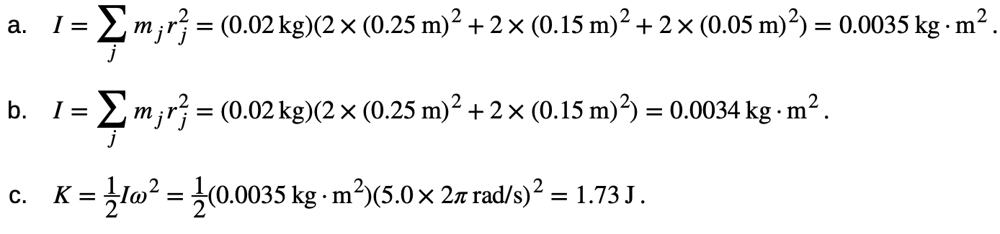 a. I = ∑_j m_j r_j^2 = (0.02 kg)(2 × (0.25 m)^2 + 2 × (0.15 m)^2 + 2 × (0.05 m)^2) = 0.0035 kg · m^2 .
b. I = ∑_j m_j r_j^2 = (0.02 kg)(2 × (0.25 m)^2 + 2 × (0.15 m)^2) = 0.0034 kg · m^2 .
c. K = 1/2 Iω^2 = 1/2 (0.0035 kg · m^2)(5.0 × 2π rad/s)^2 = 1.73 J .